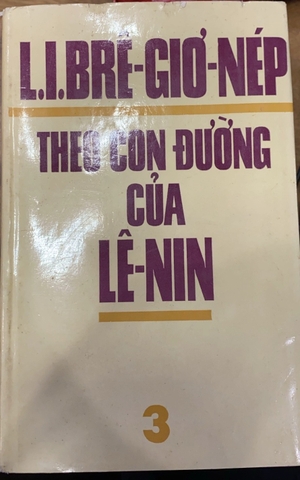 L.I.BRÊ-GIƠ-NÉP
THEO CON ĐƯỜNG
CỦA
LÊ-NIN
3